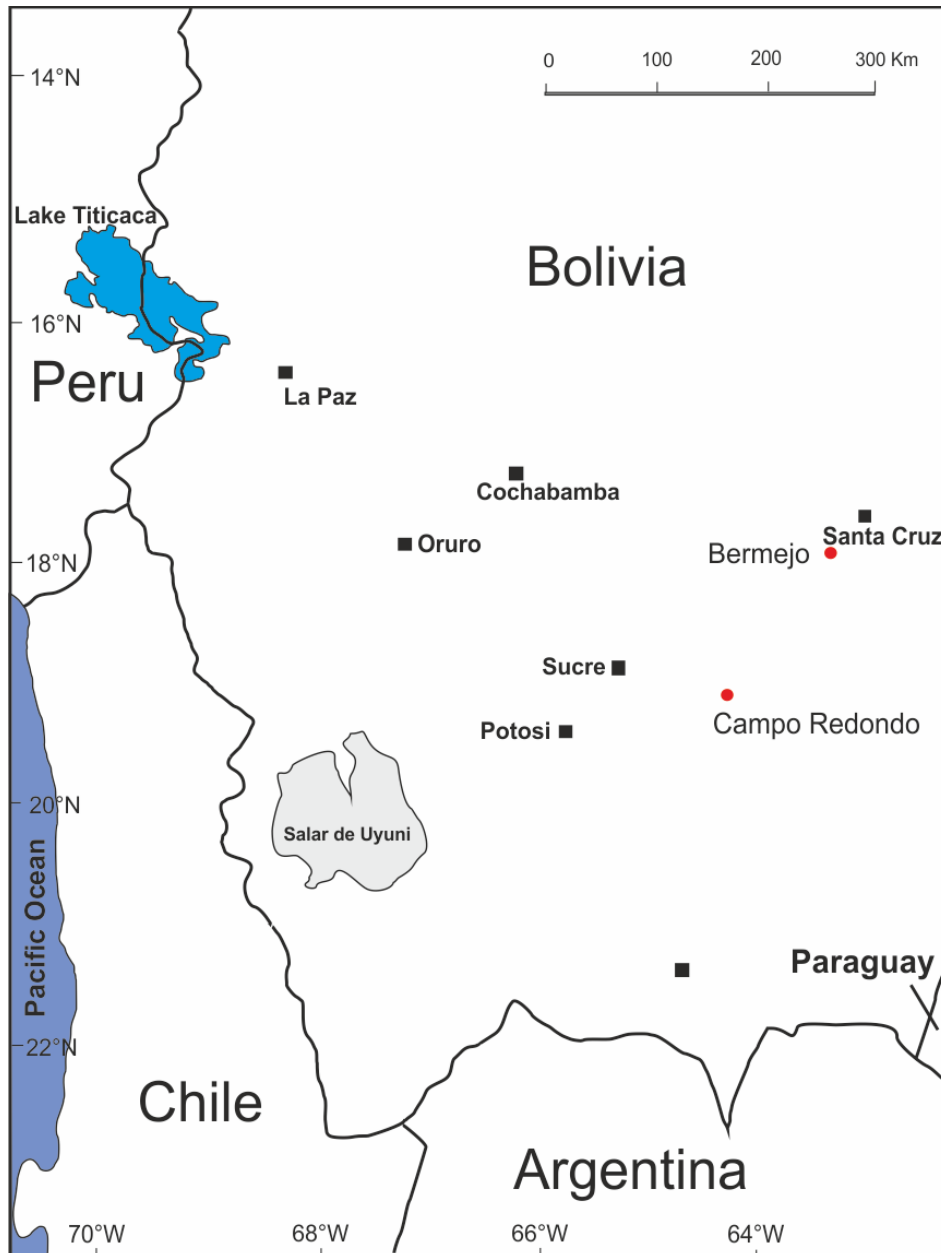 0 100 200 300 Km
14°N
Lake Titicaca
Bolivia
16°N
Peru
La Paz
Cochabamba
Santa Cruz
Oruro
Bermejo
18°N
Sucre
Campo Redondo
Potosi
20°N
Salar de Uyuni
Pacific Ocean
Paraguay
22°N
Chile
Argentina
70°W 68°W 66°W 64°W